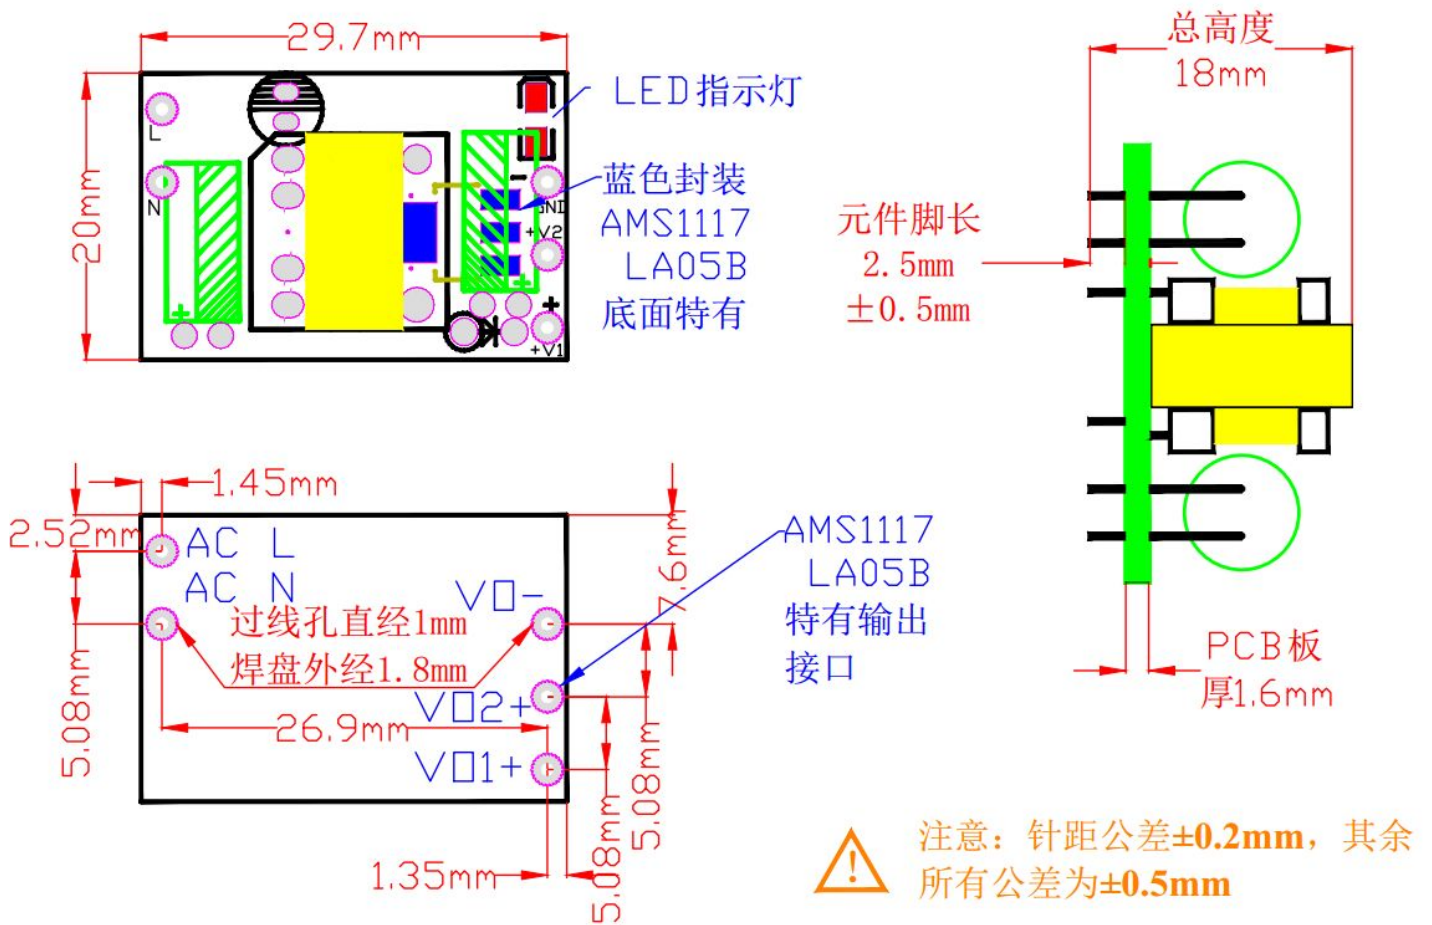 29.7mm
20mm
L
N
LED指示灯
蓝色封装
AMS1117
LA05B
底面特有
-
GND
+V2
+
+
+
+V1
总高度
18mm
元件脚长
2.5mm
±0.5mm
1.45mm
2.52mm
AC L
AC N
VO-
过线孔直经1mm
焊盘外经1.8mm
VO2+
26.9mm
VO1+
5.08mm
7.6mm
5.08mm
5.08mm
1.35mm
AMS1117
LA05B
特有输出
接口
PCB板
厚1.6mm
注意：针距公差±0.2mm，其余
所有公差为±0.5mm